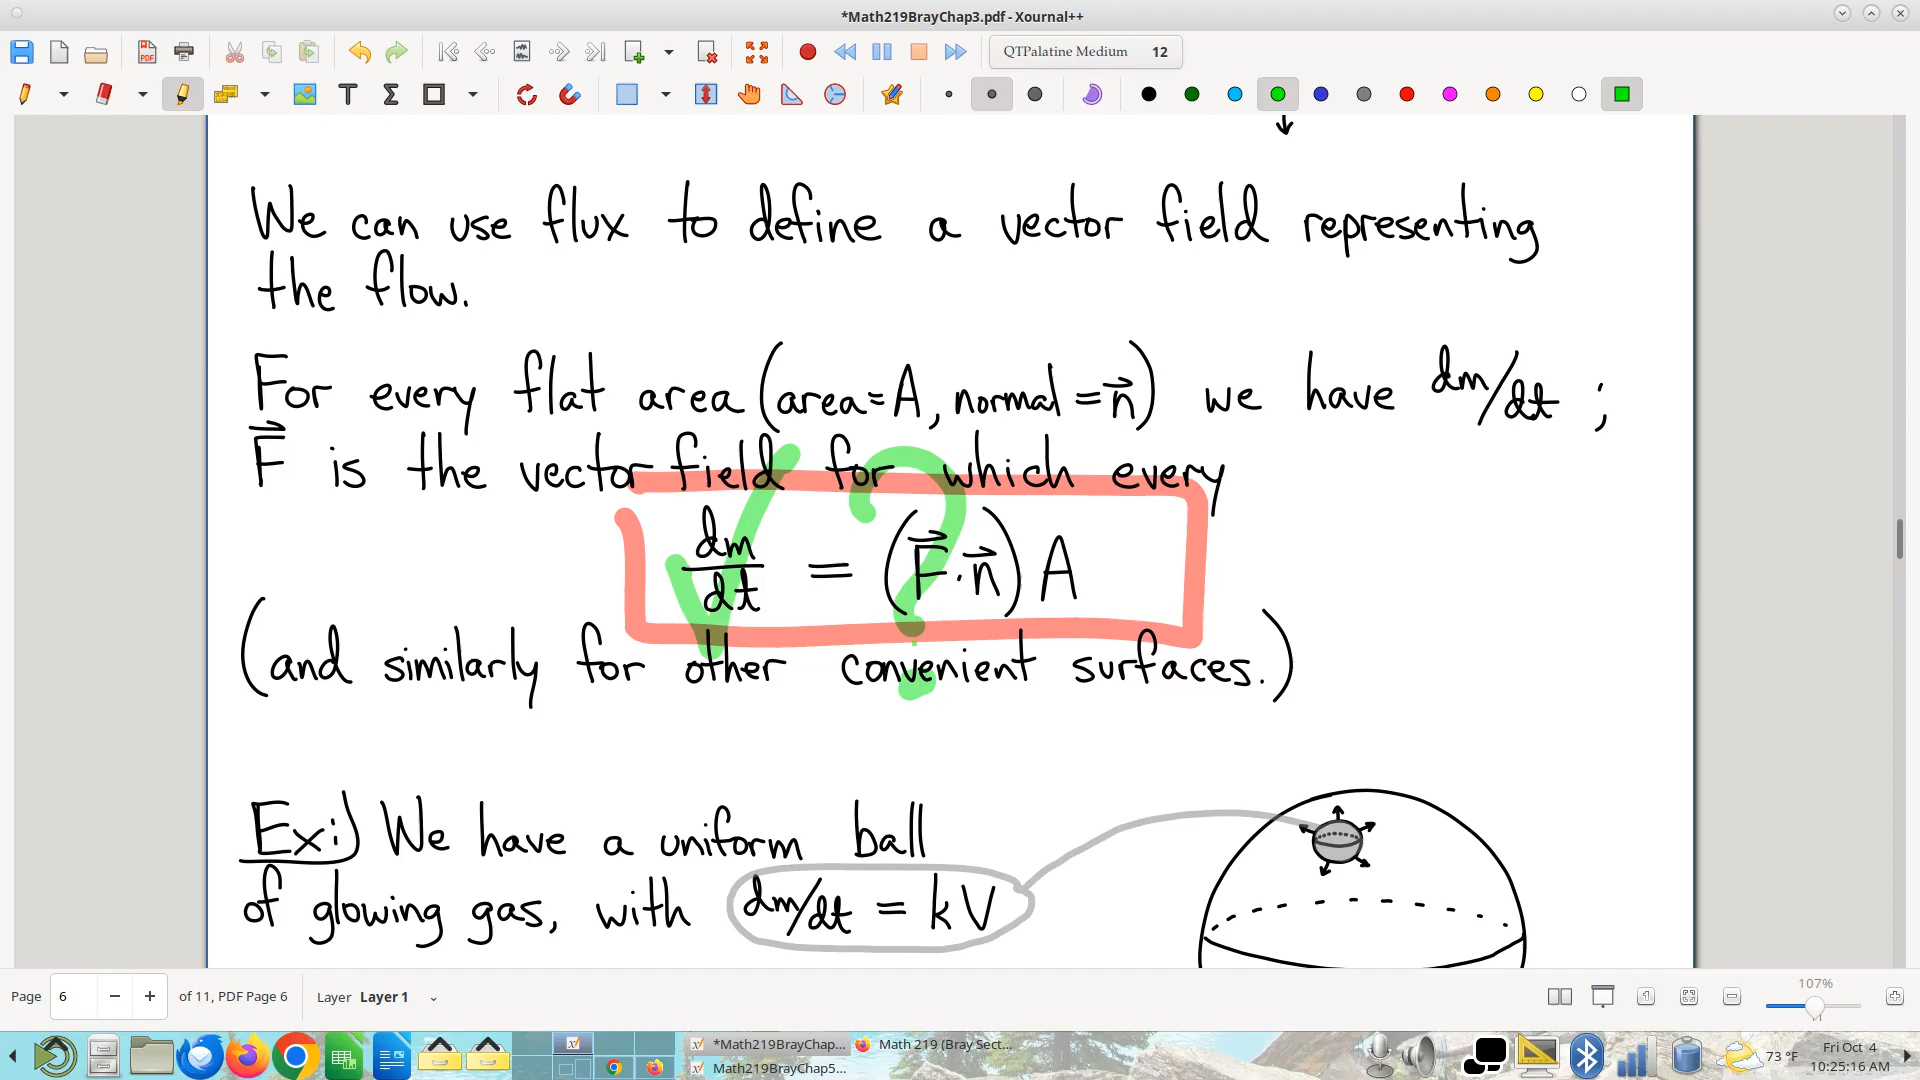 *Math219BrayChap3.pdf - Xournal++
QTPalatine Medium 12
We can use flux to define a vector field representing
the flow.
For every flat area (area = A, normal = n⃗) we have dm/dt ;
F⃗ is the vector field for which every
dm/dt = (F⃗ · n⃗) A
(and similarly for other convenient surfaces.)
Ex:) We have a uniform ball
of glowing gas, with dm/dt = kV
Page 6 of 11, PDF Page 6 Layer Layer 1 107%
*Math219BrayChap... Math 219 (Bray Sect...
Math219BrayChap5...
73 °F
Fri Oct 4
10:25:16 AM